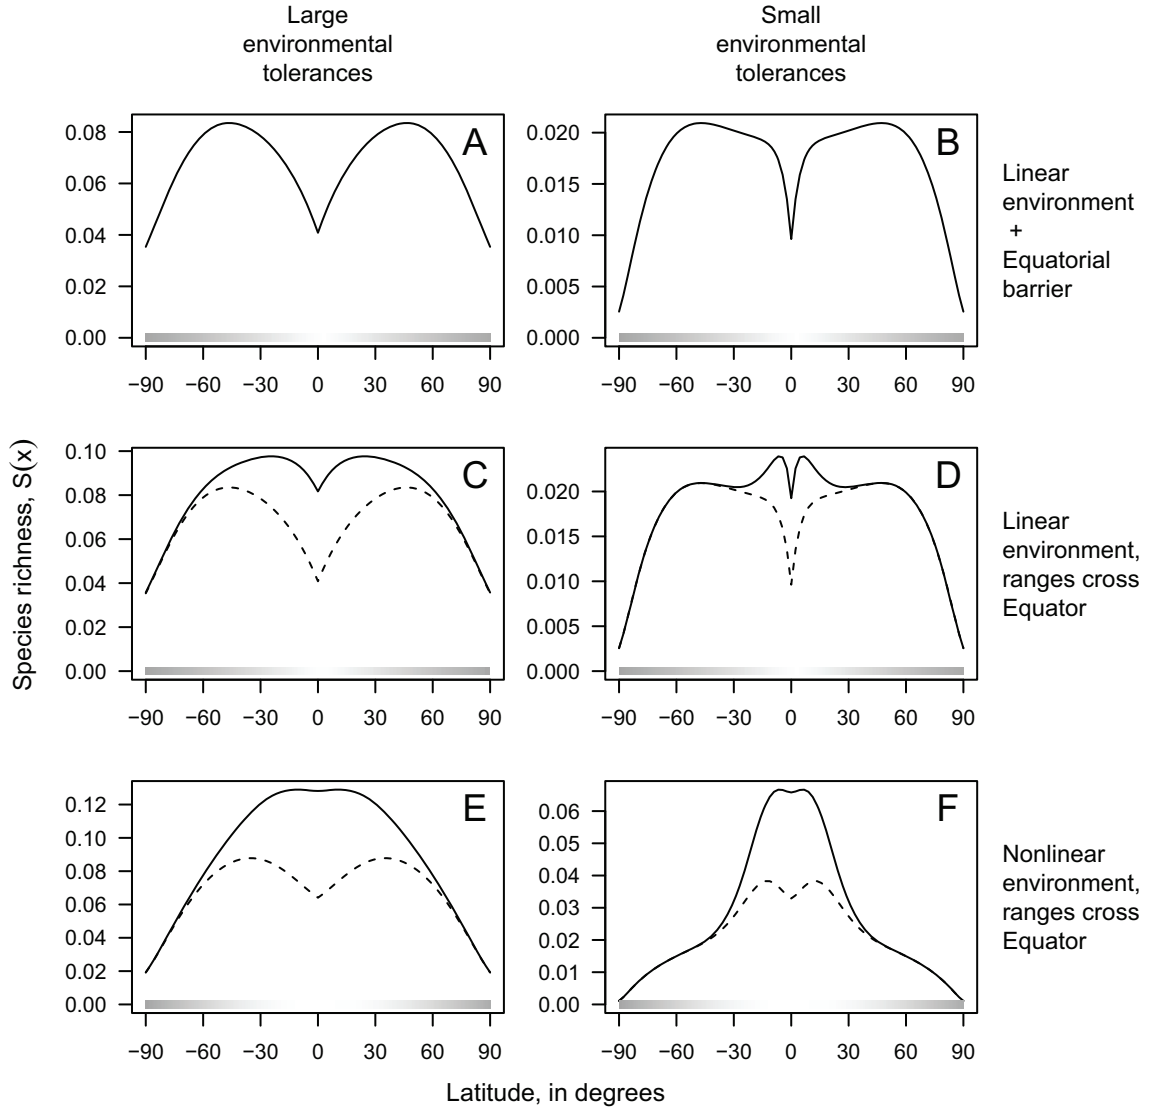 Large
environmental
tolerances
Small
environmental
tolerances
A
0.08
0.06
0.04
0.02
0.00
−90 −60 −30 0 30 60 90
B
0.020
0.015
0.010
0.005
0.000
−90 −60 −30 0 30 60 90
Linear
environment
+
Equatorial
barrier
Species richness, S(x)
C
0.10
0.08
0.06
0.04
0.02
0.00
−90 −60 −30 0 30 60 90
D
0.020
0.015
0.010
0.005
0.000
−90 −60 −30 0 30 60 90
Linear
environment,
ranges cross
Equator
E
0.12
0.10
0.08
0.06
0.04
0.02
0.00
−90 −60 −30 0 30 60 90
F
0.06
0.05
0.04
0.03
0.02
0.01
0.00
−90 −60 −30 0 30 60 90
Nonlinear
environment,
ranges cross
Equator
Latitude, in degrees